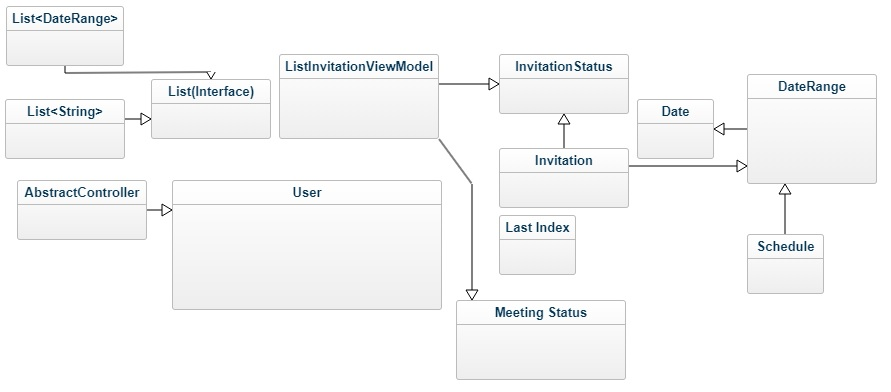 List<DateRange>
List(Interface)
List<String>
ListInvitationViewModel
InvitationStatus
DateRange
Date
Invitation
AbstractController
User
Last Index
Schedule
Meeting Status